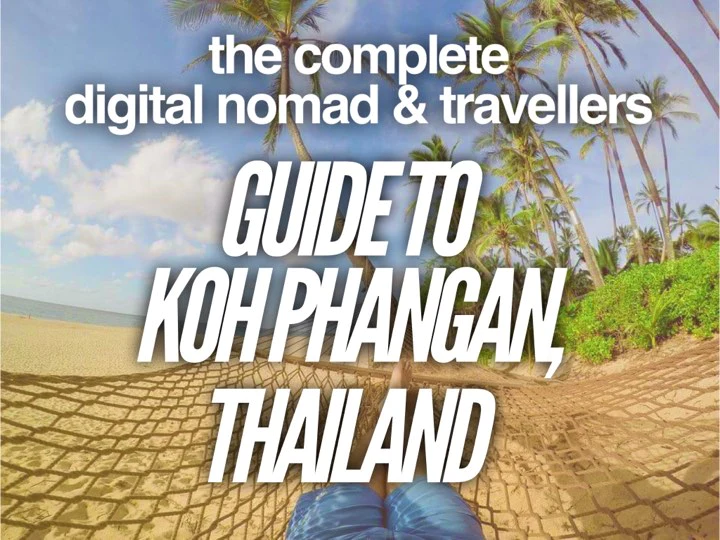 the complete
digital nomad & travellers
GUIDE TO
KOH PHANGAN,
THAILAND